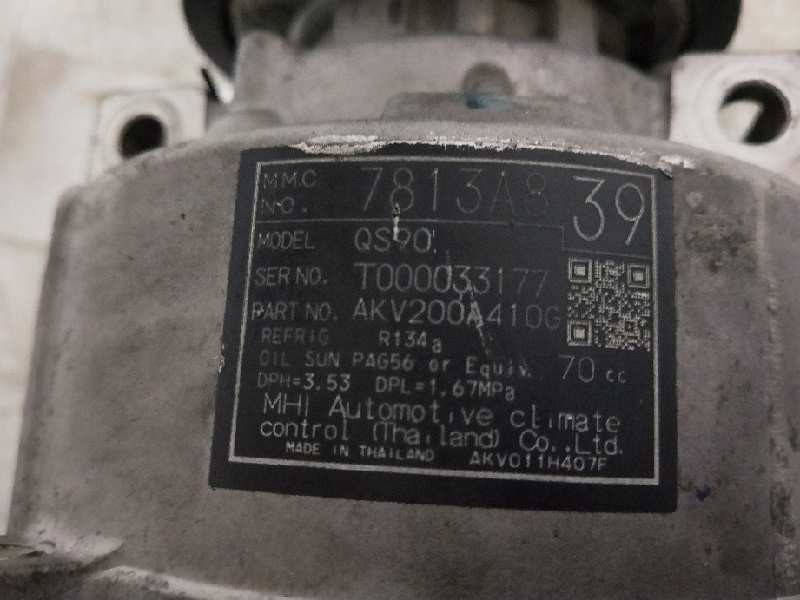 M.M.C NO. 7813A8 39
MODEL QS90
SER NO. T000033177
PART NO. AKV200A410G
REFRIG R134a
OIL SUN PAG56 or Equiv. 70 cc
DPH=3.53 DPL=1.67MPa
MHI Automotive climate
control (Thailand) Co.,Ltd.
MADE IN THAILAND AKV011H407F